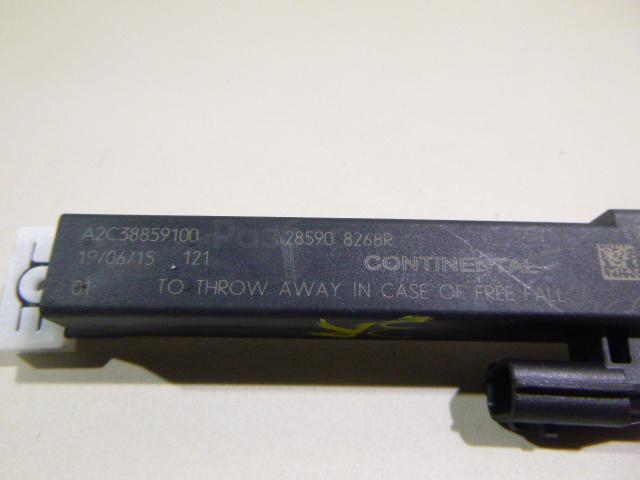 A2C38859100 28590 8268R
19/06/15 121 CONTINENTAL
01 TO THROW AWAY IN CASE OF FREE FALL